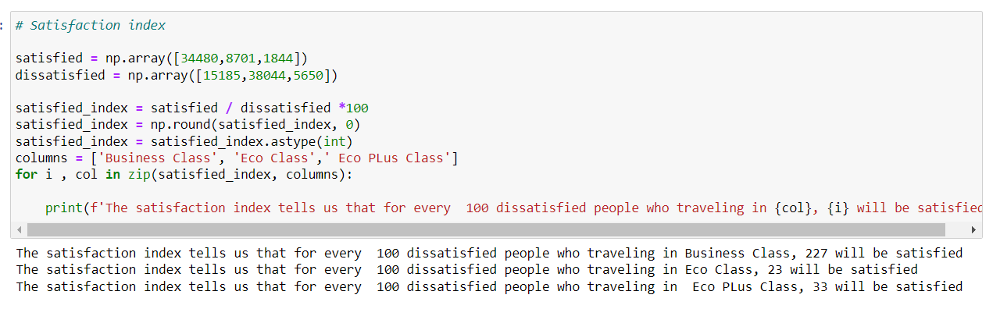 :
# Satisfaction index
satisfied = np.array([34480,8701,1844])
dissatisfied = np.array([15185,38044,5650])
satisfied_index = satisfied / dissatisfied *100
satisfied_index = np.round(satisfied_index, 0)
satisfied_index = satisfied_index.astype(int)
columns = ['Business Class', 'Eco Class',' Eco PLus Class']
for i , col in zip(satisfied_index, columns):
    print(f'The satisfaction index tells us that for every  100 dissatisfied people who traveling in {col}, {i} will be satisfied
The satisfaction index tells us that for every  100 dissatisfied people who traveling in Business Class, 227 will be satisfied
The satisfaction index tells us that for every  100 dissatisfied people who traveling in Eco Class, 23 will be satisfied
The satisfaction index tells us that for every  100 dissatisfied people who traveling in  Eco PLus Class, 33 will be satisfied